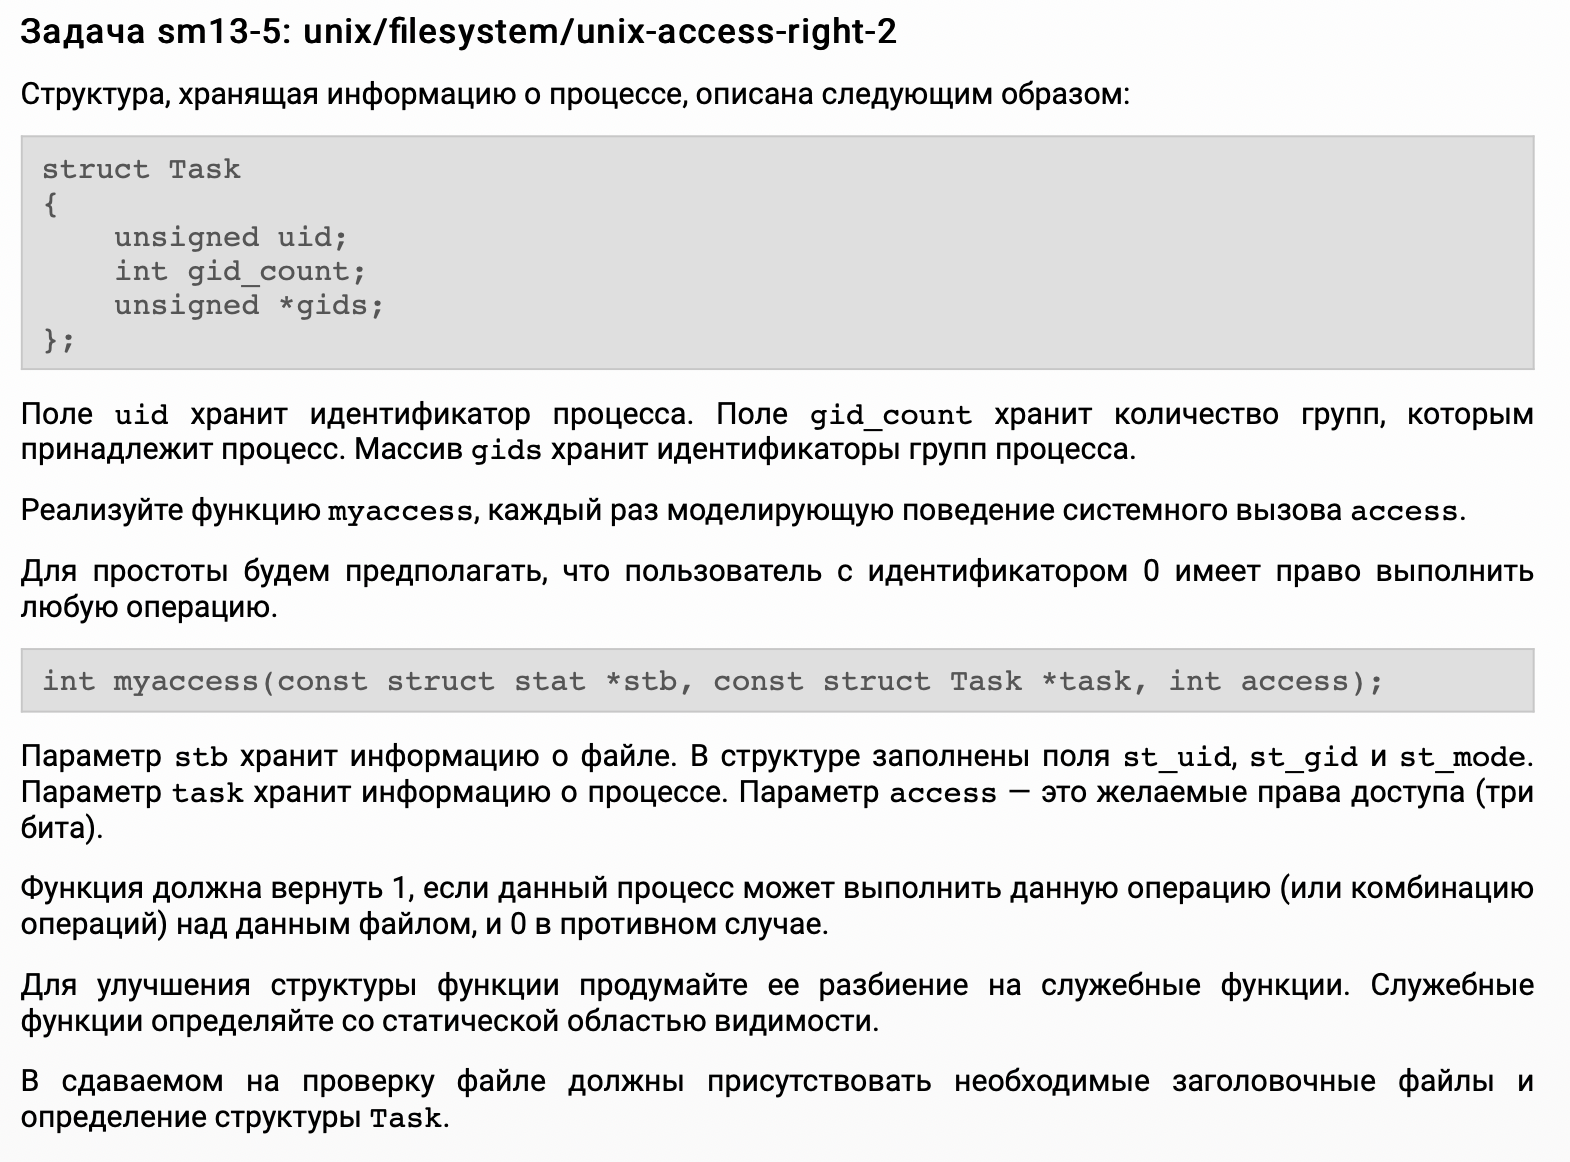 Задача sm13-5: unix/filesystem/unix-access-right-2
Структура, хранящая информацию о процессе, описана следующим образом:
struct Task
{
    unsigned uid;
    int gid_count;
    unsigned *gids;
};
Поле uid хранит идентификатор процесса. Поле gid_count хранит количество групп, которым
принадлежит процесс. Массив gids хранит идентификаторы групп процесса.
Реализуйте функцию myaccess, каждый раз моделирующую поведение системного вызова access.
Для простоты будем предполагать, что пользователь с идентификатором 0 имеет право выполнить
любую операцию.
int myaccess(const struct stat *stb, const struct Task *task, int access);
Параметр stb хранит информацию о файле. В структуре заполнены поля st_uid, st_gid и st_mode.
Параметр task хранит информацию о процессе. Параметр access — это желаемые права доступа (три
бита).
Функция должна вернуть 1, если данный процесс может выполнить данную операцию (или комбинацию
операций) над данным файлом, и 0 в противном случае.
Для улучшения структуры функции продумайте ее разбиение на служебные функции. Служебные
функции определяйте со статической областью видимости.
В сдаваемом на проверку файле должны присутствовать необходимые заголовочные файлы и
определение структуры Task.